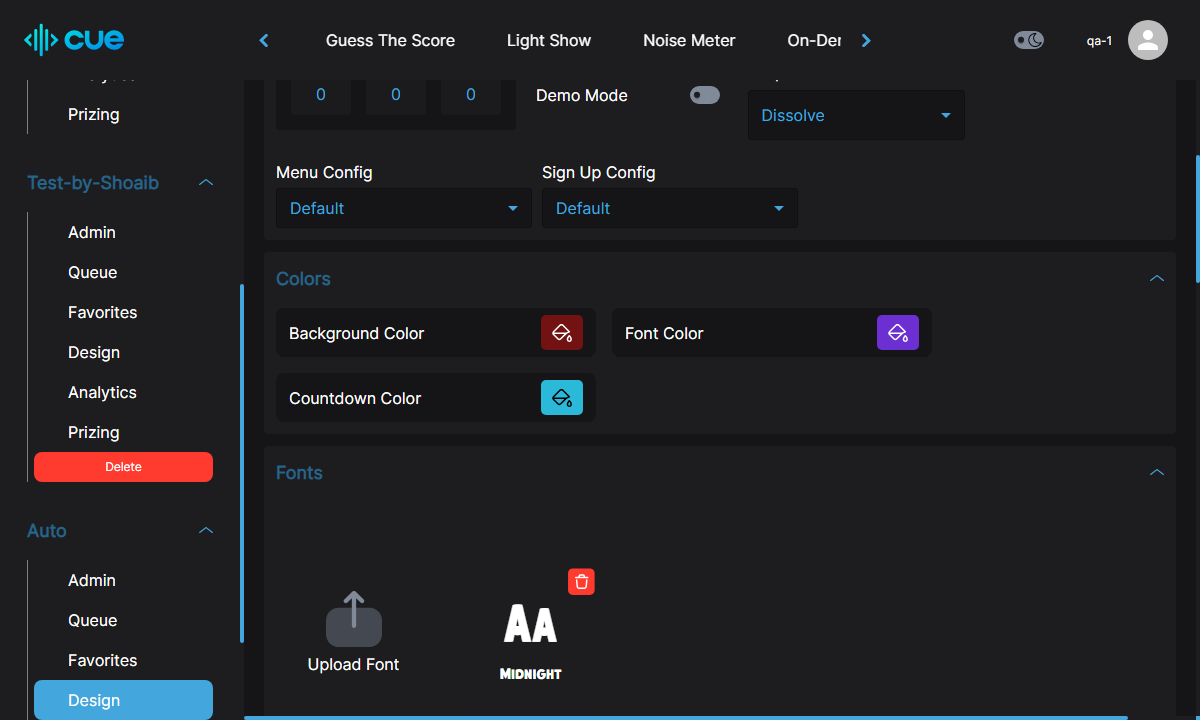 cue
Guess The Score
Light Show
Noise Meter
On-Der
qa-1
Prizing
Test-by-Shoaib
Admin
Queue
Favorites
Design
Analytics
Prizing
Delete
Auto
Admin
Queue
Favorites
Design
0 0 0
Demo Mode
Dissolve
Menu Config
Sign Up Config
Default
Default
Colors
Background Color
Font Color
Countdown Color
Fonts
Upload Font
AA
MIDNIGHT